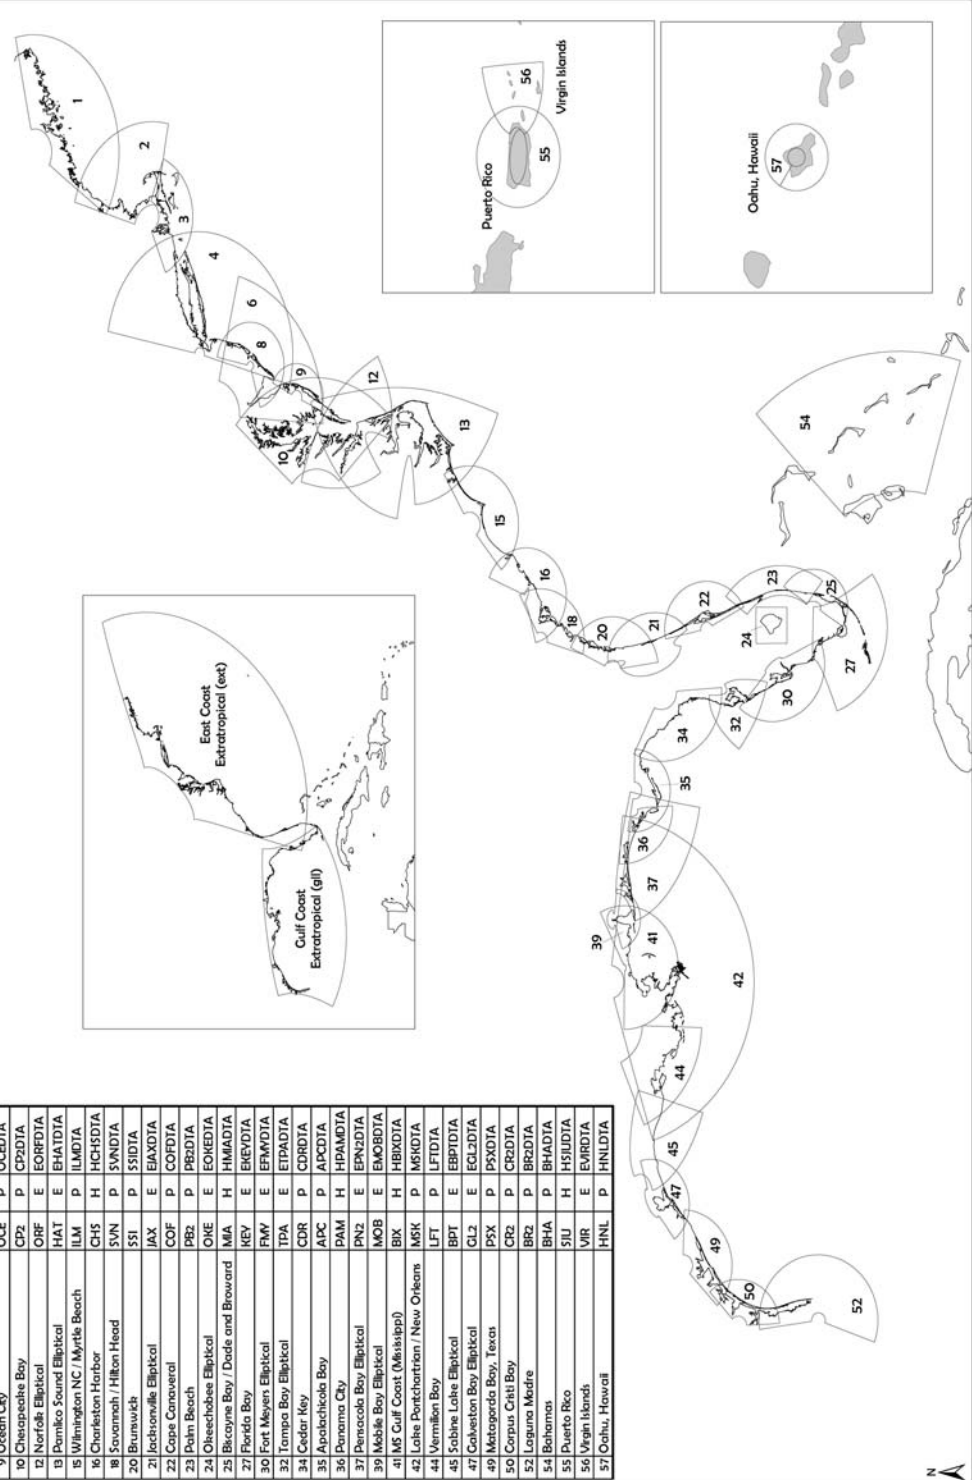 9 Ocean City OCE P OCEDTA
10 Chesapeake Bay CP2 P CP2DTA
12 Norfolk Elliptical ORF E EORFDTA
13 Pamlico Sound Elliptical HAT E EHATDTA
15 Wilmington NC / Myrtle Beach ILM P ILMDTA
16 Charleston Harbor CHS H HCHSDTA
18 Savannah / Hilton Head SVN P SVNDTA
20 Brunswick SSI P SSIDTA
21 Jacksonville Elliptical JAX E EJAXDTA
22 Cape Canaveral COF P COFDTA
23 Palm Beach PB2 P PB2DTA
24 Okeechobee Elliptical OKE E EOKEDTA
25 Biscayne Bay / Dade and Broward MIA H HMIADTA
27 Florida Bay KEY E EKEYDTA
30 Fort Meyers Elliptical FMY E EFMYDTA
32 Tampa Bay Elliptical TPA E ETPADTA
34 Cedar Key CDR P CDRDTA
35 Apalachicola Bay APC P APCDTA
36 Panama City PAM H HPAMDTA
37 Pensacola Bay Elliptical PN2 E EPN2DTA
39 Mobile Bay Elliptical MOB E EMOBDTA
41 MS Gulf Coast (Mississippi) BIX H HBIXDTA
42 Lake Pontchartrian / New Orleans MSK P MSKDTA
44 Vermilion Bay LFT P LFTDTA
45 Sabine Lake Elliptical BPT E EBPTDTA
47 Galveston Bay Elliptical GL2 E EGL2DTA
49 Matagorda Bay, Texas PSX P PSXDTA
50 Corpus Cristi Bay CR2 P CR2DTA
52 Laguna Madre BR2 P BR2DTA
54 Bahamas BHA P BHADTA
55 Puerto Rico SJU H HSJUDTA
56 Virgin Islands VIR E EVIRDTA
57 Oahu, Hawaii HNL P HNLDTA
East Coast
Extratropical (ext)
Gulf Coast
Extratropical (gll)
1
2
3
4
6
8
9
10
12
13
15
16
18
20
21
22
23
24
25
27
30
32
34
35
36
37
39
41
42
44
45
47
49
50
52
54
Puerto Rico
55
56
Virgin Islands
Oahu, Hawaii
57
N